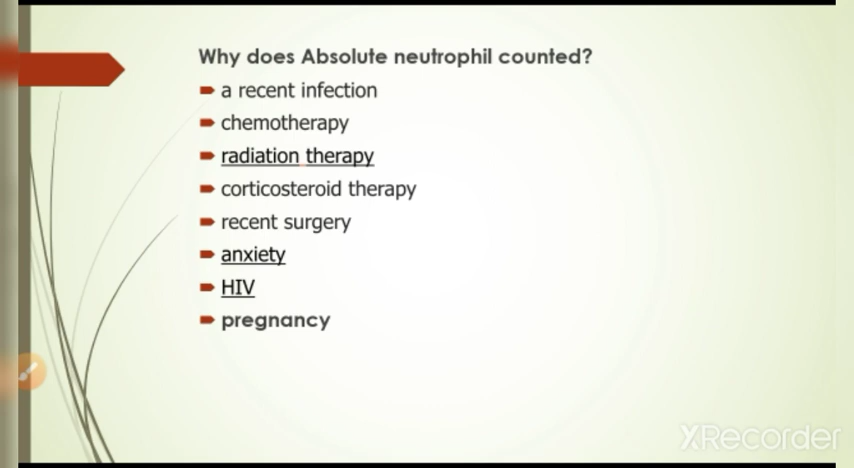 Why does Absolute neutrophil counted?
a recent infection
chemotherapy
radiation therapy
corticosteroid therapy
recent surgery
anxiety
HIV
pregnancy
XRecorder